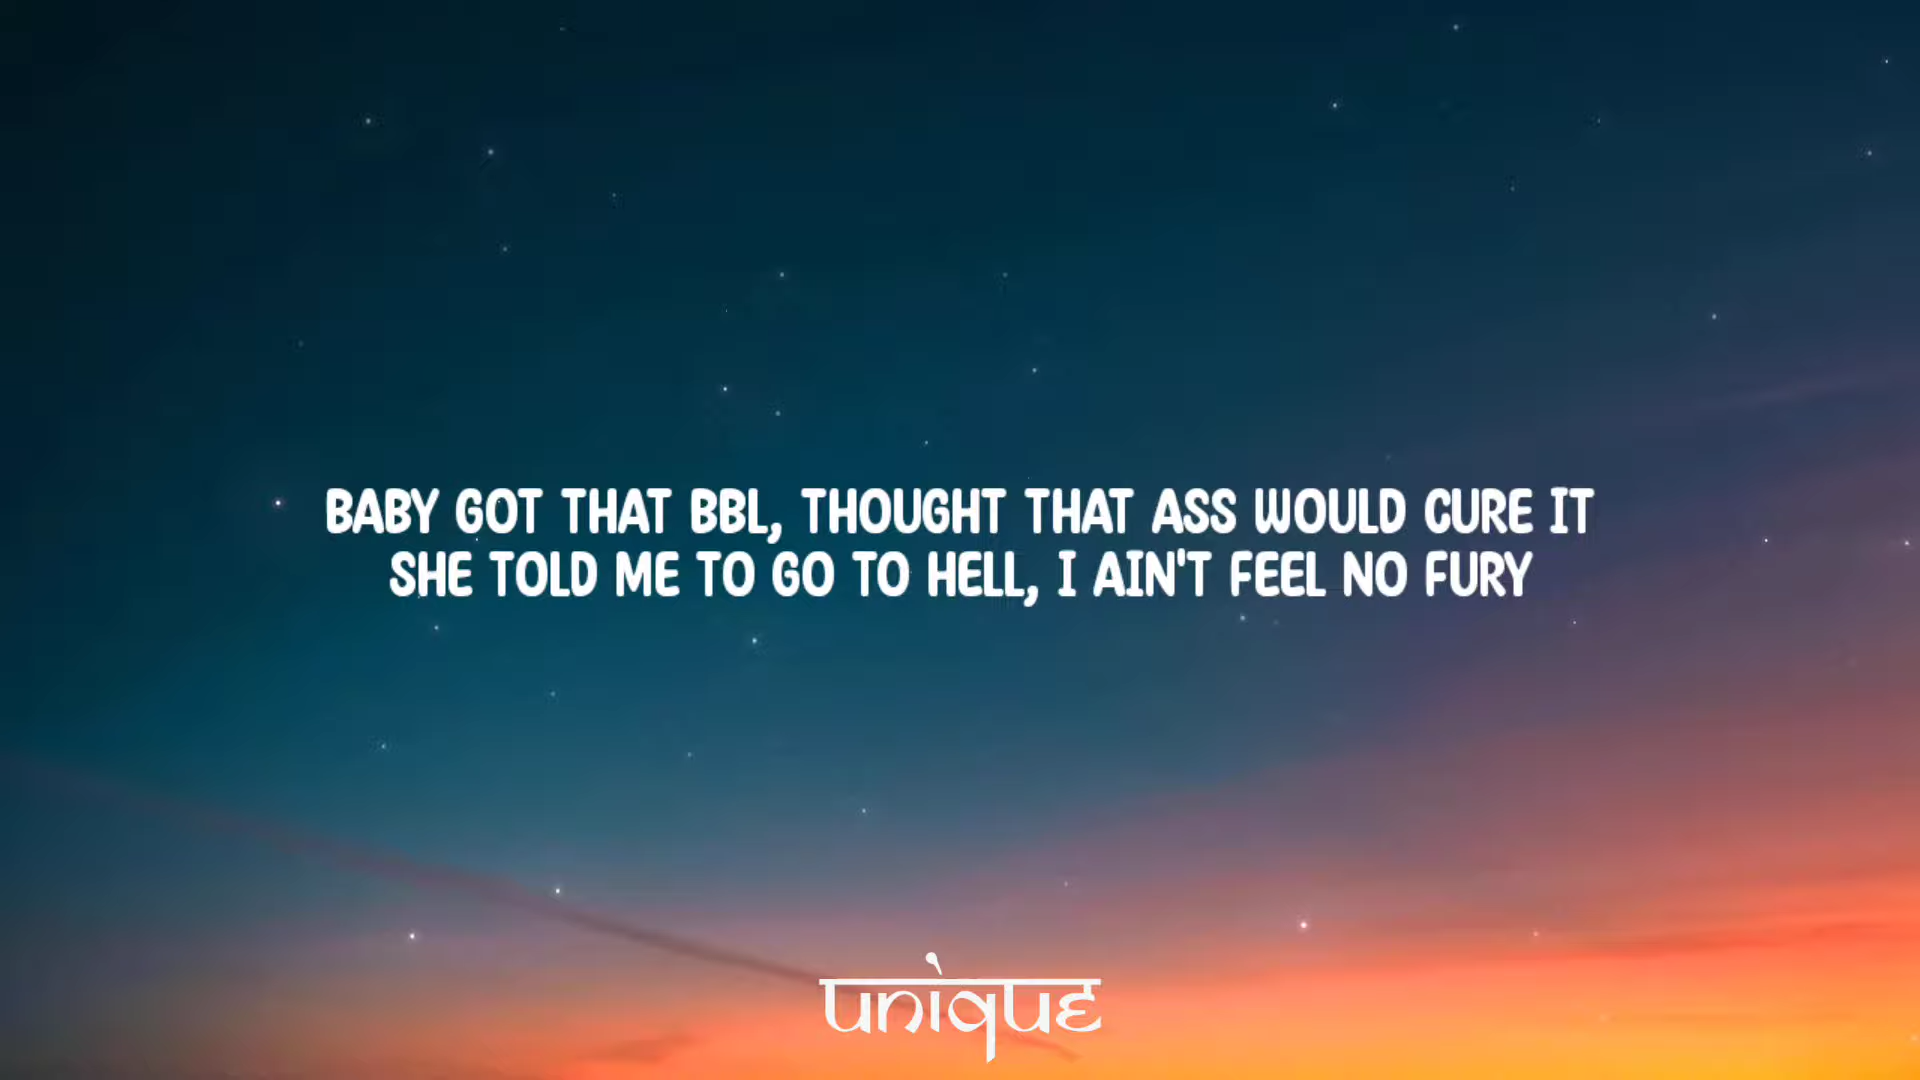 BABY GOT THAT BBL, THOUGHT THAT ASS WOULD CURE IT
SHE TOLD ME TO GO TO HELL, I AIN'T FEEL NO FURY
UNIQUE